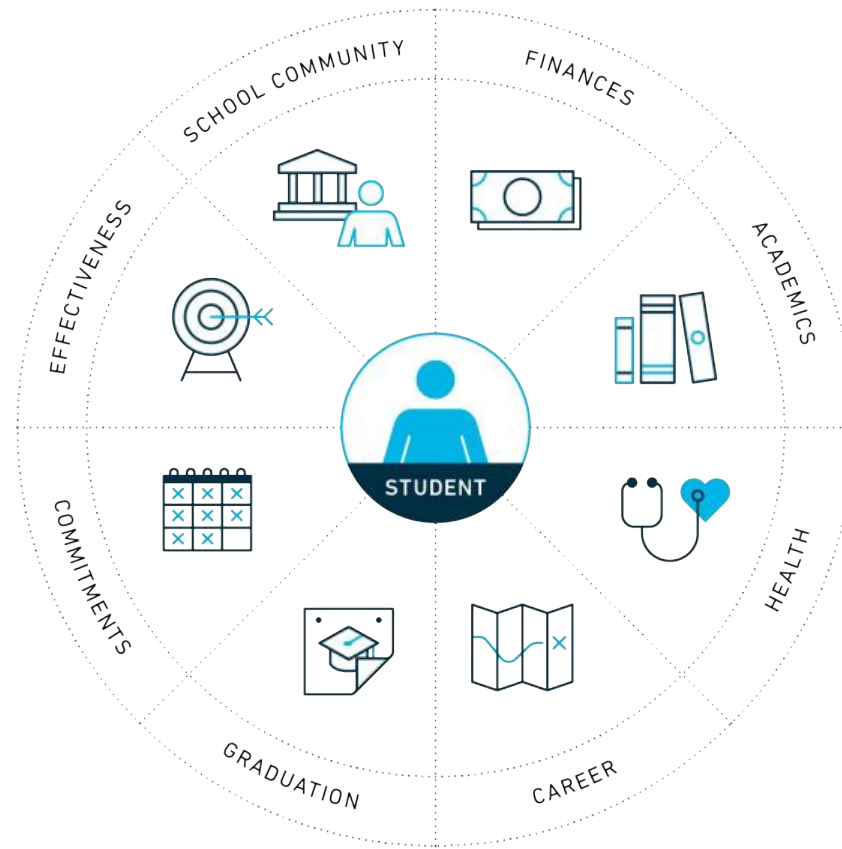 SCHOOL COMMUNITY
FINANCES
ACADEMICS
HEALTH
CAREER
GRADUATION
COMMITMENTS
EFFECTIVENESS
STUDENT